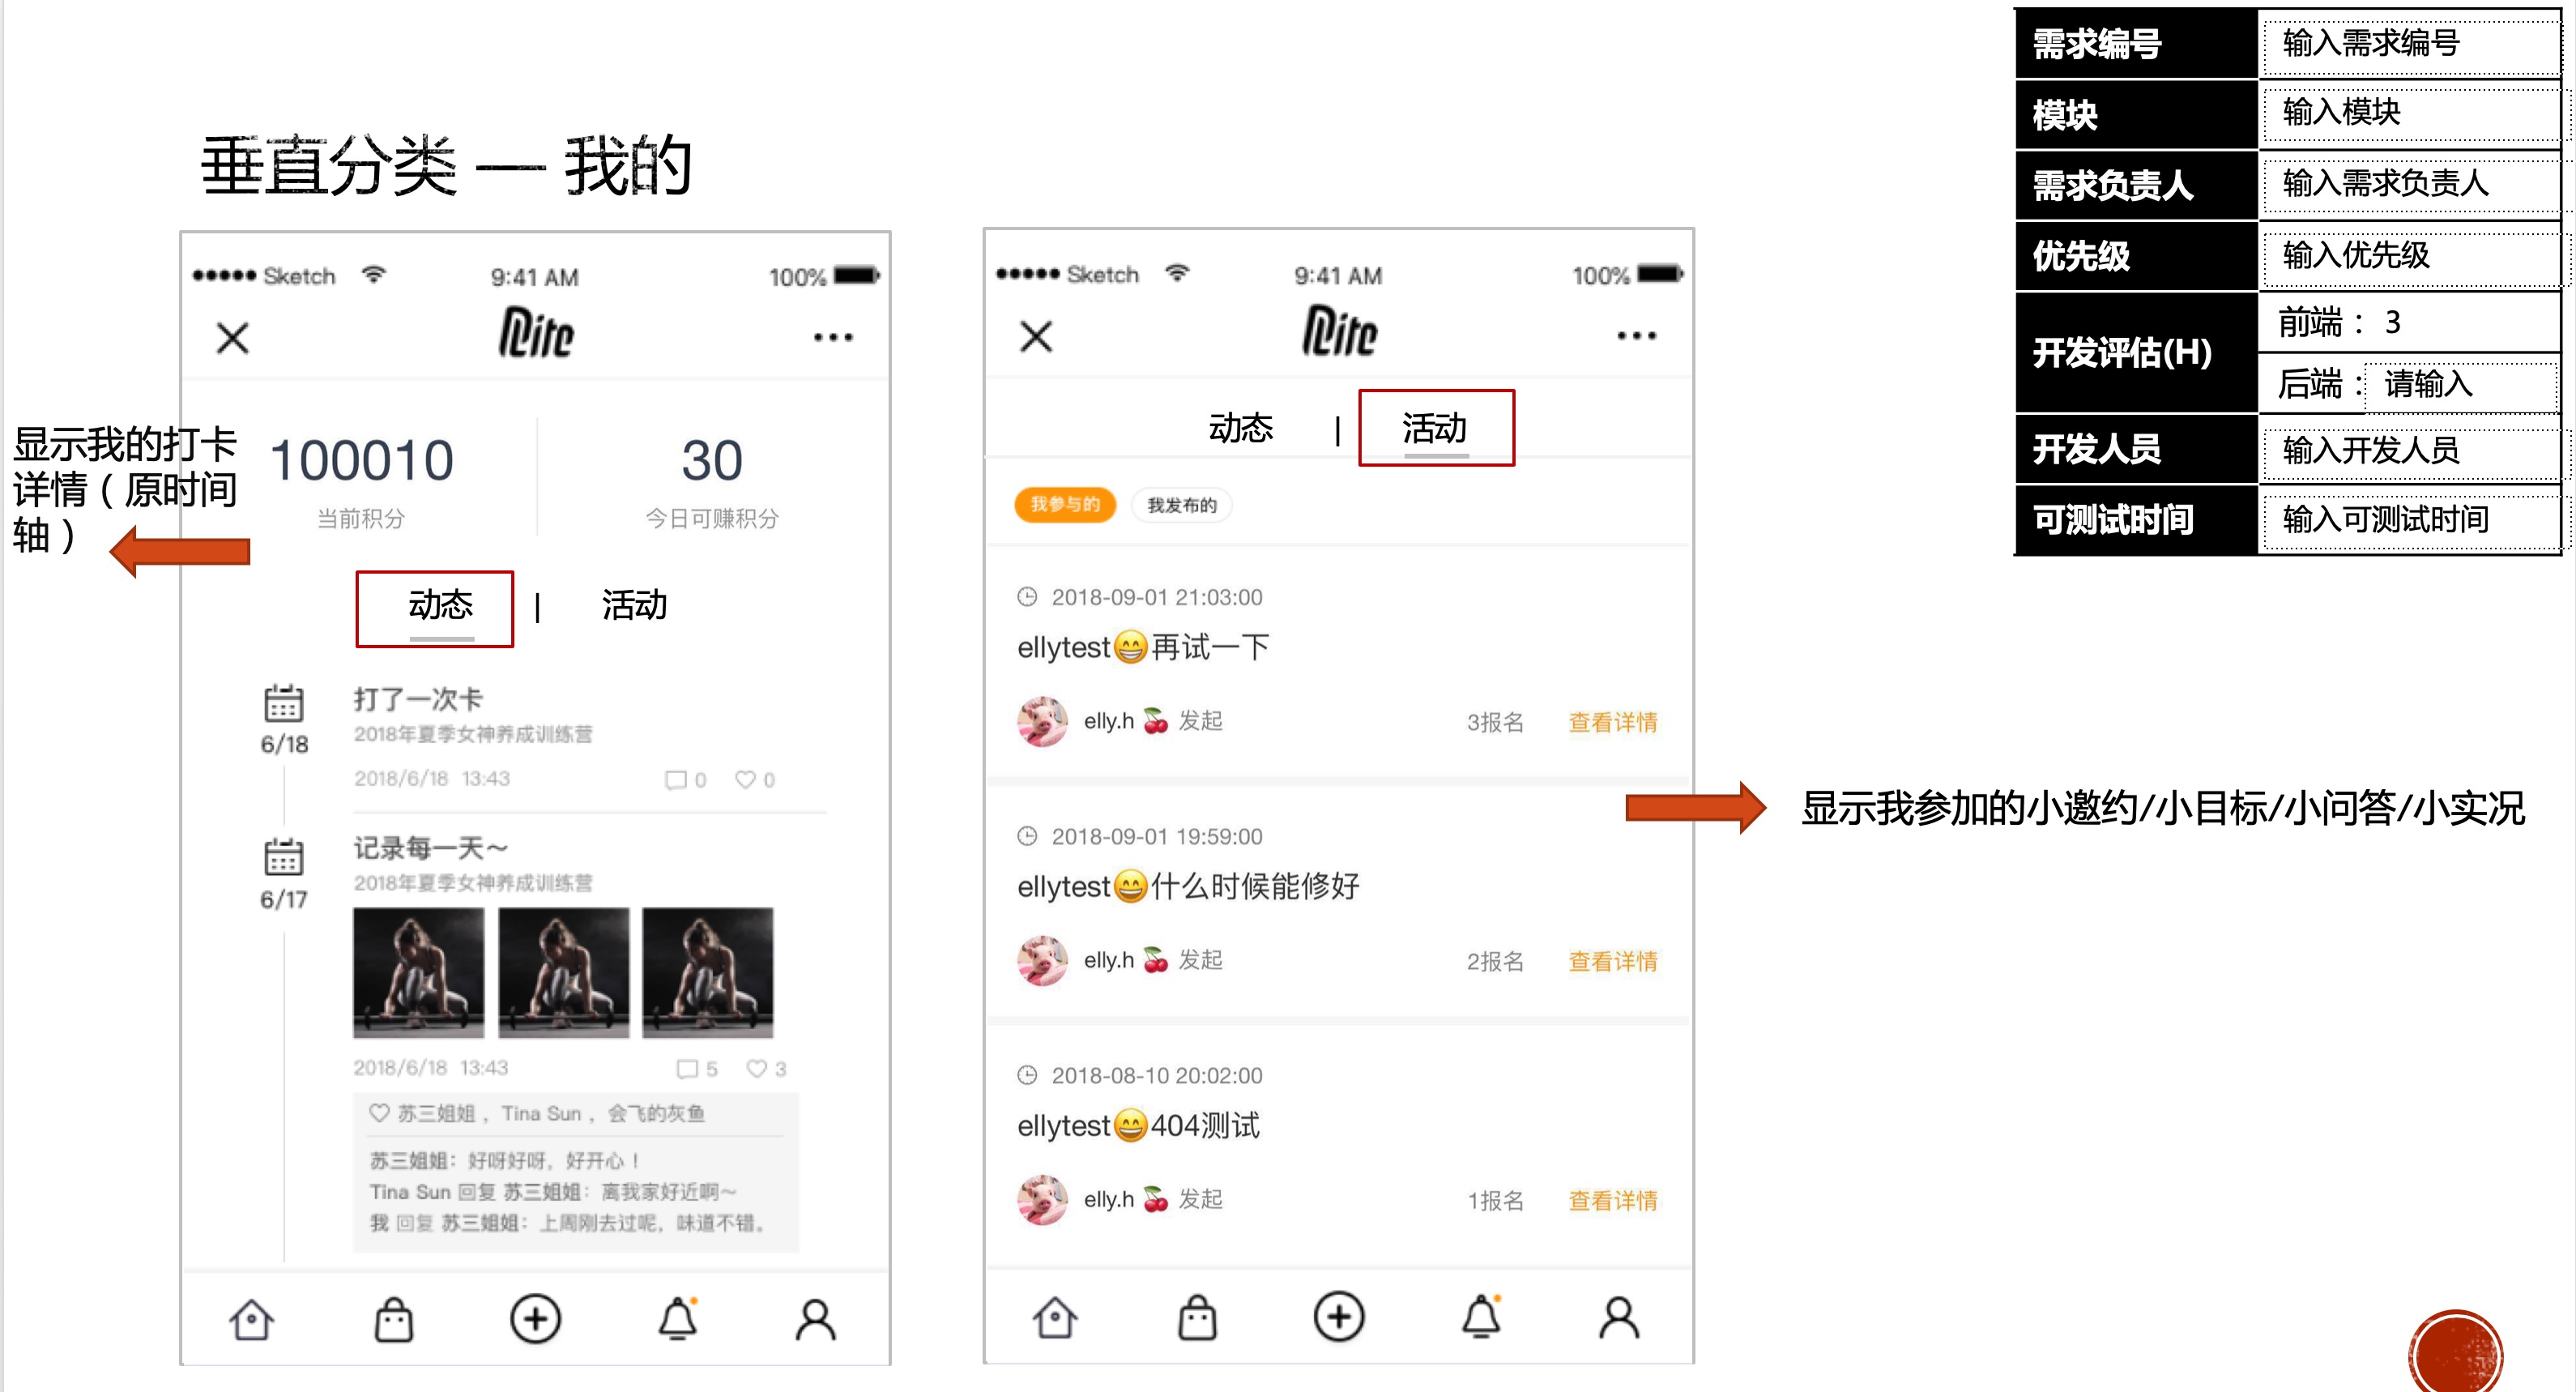 垂直分类 — 我的
需求编号 输入需求编号
模块 输入模块
需求负责人 输入需求负责人
优先级 输入优先级
开发评估(H) 前端： 3
后端： 请输入
开发人员 输入开发人员
可测试时间 输入可测试时间
显示我的打卡
详情（原时间
轴）
Sketch 9:41 AM 100%
100010 30
当前积分 今日可赚积分
动态 | 活动
打了一次卡
6/18
2018年夏季女神养成训练营
2018/6/18 13:43 0 0
记录每一天～
6/17
2018年夏季女神养成训练营
2018/6/18 13:43 5 3
苏三姐姐， Tina Sun， 会飞的灰鱼
苏三姐姐：好呀好呀，好开心！
Tina Sun 回复 苏三姐姐：离我家好近啊～
我 回复 苏三姐姐：上周刚去过呢，味道不错。
Sketch 9:41 AM 100%
动态 | 活动
我参与的 我发布的
2018-09-01 21:03:00
ellytest😄再试一下
elly.h 🍒 发起 3报名 查看详情
2018-09-01 19:59:00
ellytest😄什么时候能修好
elly.h 🍒 发起 2报名 查看详情
2018-08-10 20:02:00
ellytest😄404测试
elly.h 🍒 发起 1报名 查看详情
显示我参加的小邀约/小目标/小问答/小实况